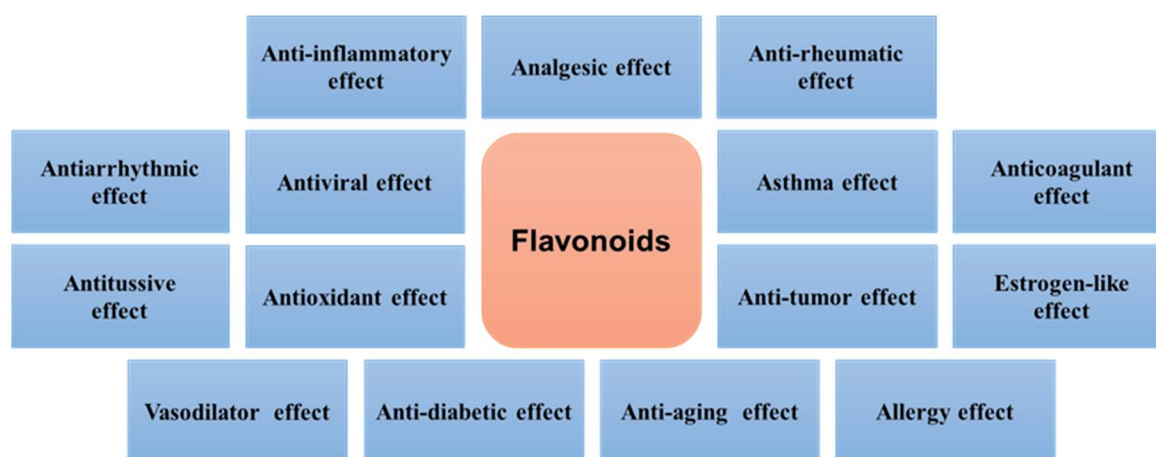 Anti-inflammatory
effect
Analgesic effect
Anti-rheumatic
effect
Antiarrhythmic
effect
Antiviral effect
Asthma effect
Anticoagulant
effect
Flavonoids
Antitussive
effect
Antioxidant effect
Anti-tumor effect
Estrogen-like
effect
Vasodilator effect
Anti-diabetic effect
Anti-aging effect
Allergy effect